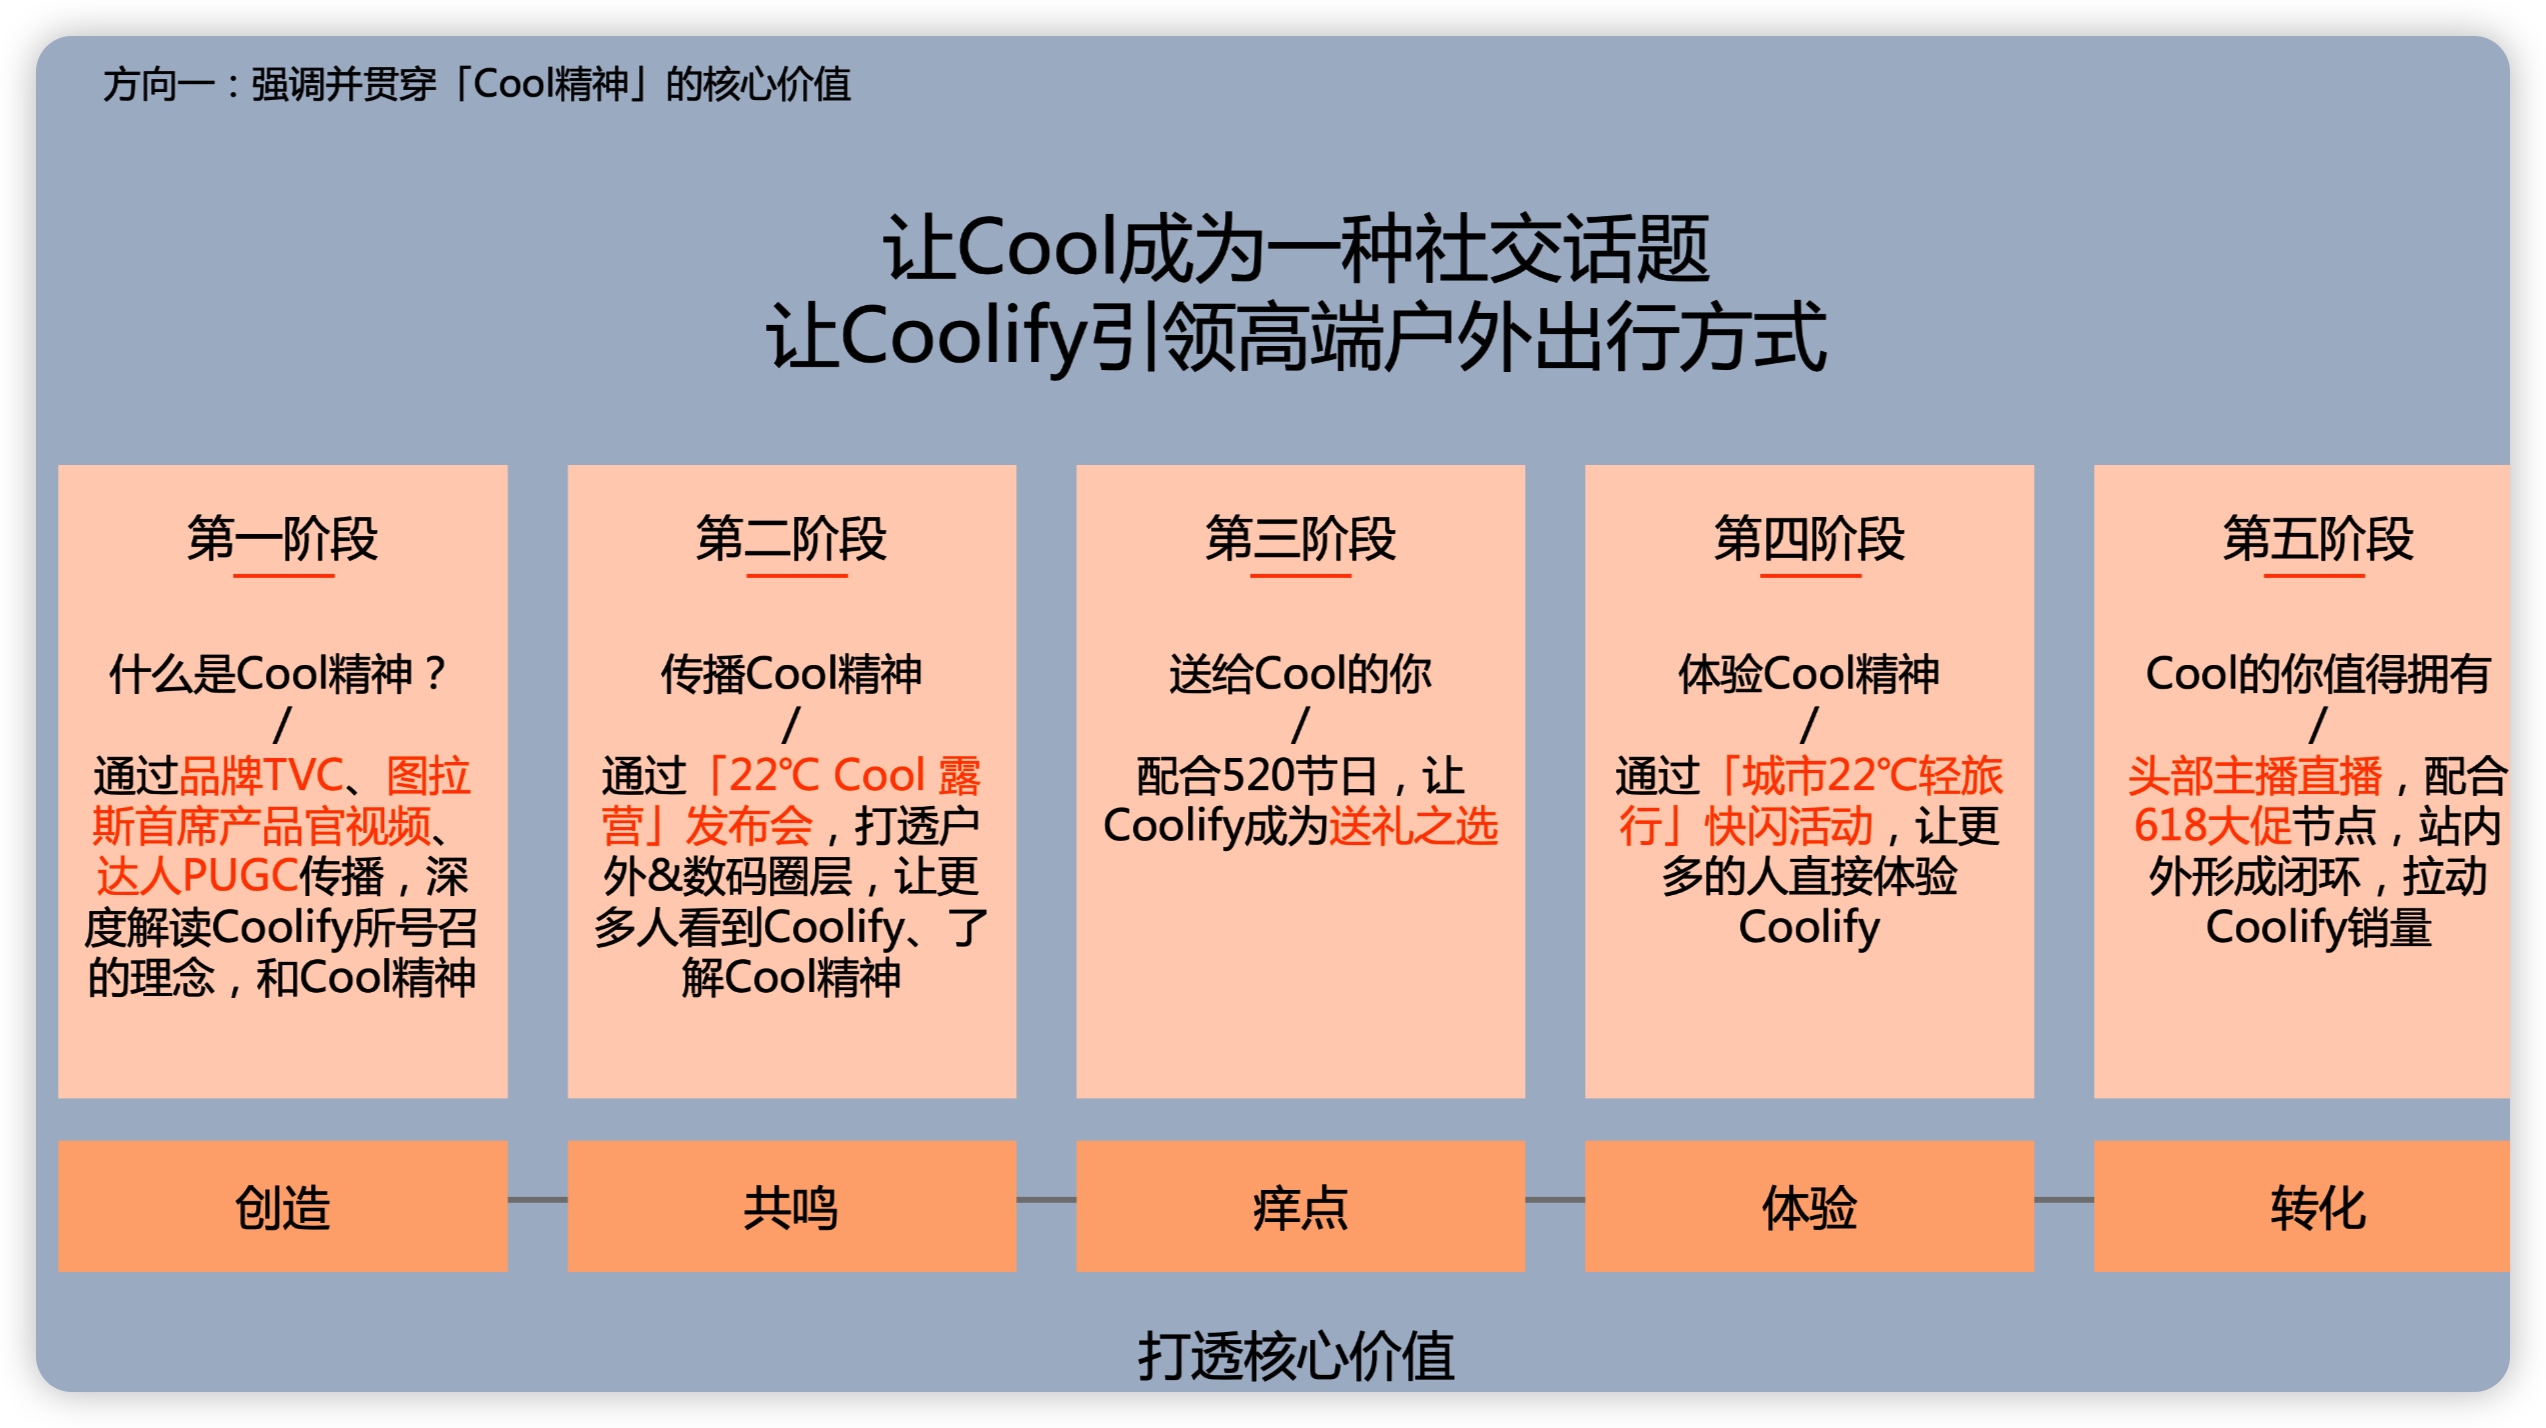 方向一：强调并贯穿「Cool精神」的核心价值
让Cool成为一种社交话题
让Coolify引领高端户外出行方式
第一阶段
什么是Cool精神？
/
通过品牌TVC、图拉
斯首席产品官视频、
达人PUGC传播，深
度解读Coolify所号召
的理念，和Cool精神
创造
第二阶段
传播Cool精神
/
通过「22℃ Cool 露
营」发布会，打透户
外&数码圈层，让更
多人看到Coolify、了
解Cool精神
共鸣
第三阶段
送给Cool的你
/
配合520节日，让
Coolify成为送礼之选
痒点
第四阶段
体验Cool精神
/
通过「城市22℃轻旅
行」快闪活动，让更
多的人直接体验
Coolify
体验
第五阶段
Cool的你值得拥有
/
头部主播直播，配合
618大促节点，站内
外形成闭环，拉动
Coolify销量
转化
打透核心价值